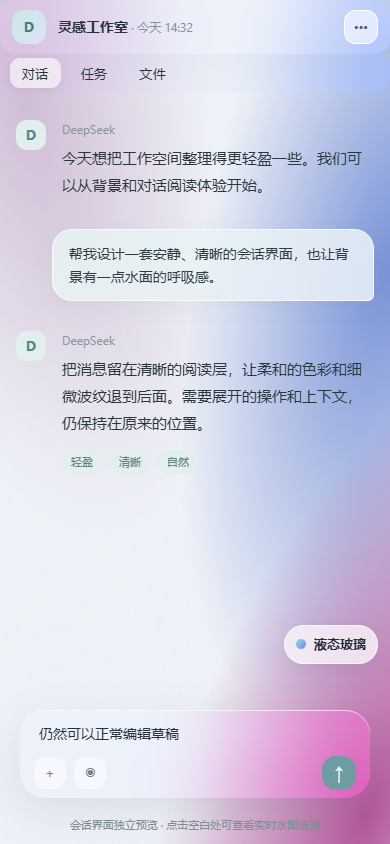 D 灵感工作室 · 今天 14:32 •••
对话 任务 文件
DeepSeek
D
今天想把工作空间整理得更轻盈一些。我们可
以从背景和对话阅读体验开始。
帮我设计一套安静、清晰的会话界面，也让背
景有一点水面的呼吸感。
DeepSeek
D
把消息留在清晰的阅读层，让柔和的色彩和细
微波纹退到后面。需要展开的操作和上下文，
仍保持在原来的位置。
轻盈 清晰 自然
液态玻璃
仍然可以正常编辑草稿
+ ◉ ↑
会话界面独立预览 · 点击空白处可查看实时水面